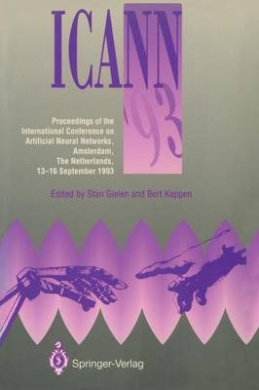 ICANN
'93
Proceedings of the
International Conference on
Artificial Neural Networks,
Amsterdam,
The Netherlands,
13–16 September 1993
Edited by Stan Gielen and Bert Kappen
Springer-Verlag